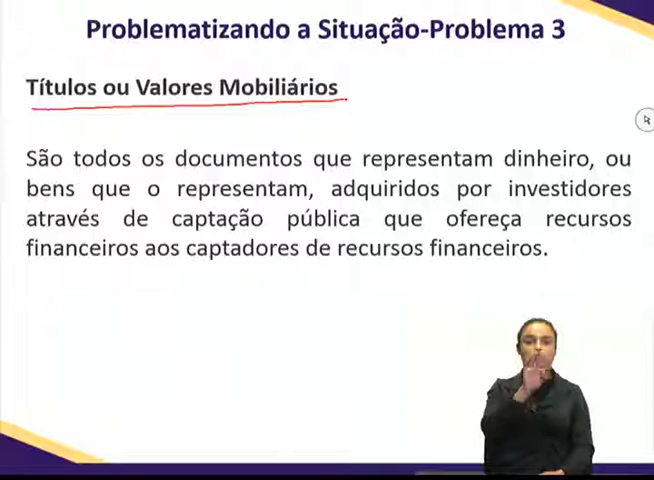 Problematizando a Situação-Problema 3
Títulos ou Valores Mobiliários
São todos os documentos que representam dinheiro, ou
bens que o representam, adquiridos por investidores
através de captação pública que ofereça recursos
financeiros aos captadores de recursos financeiros.